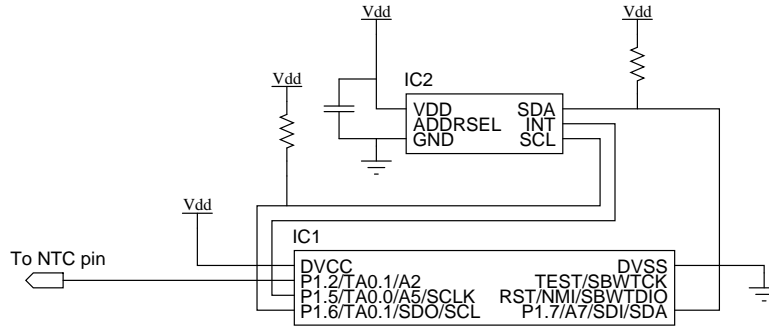 Vdd
Vdd
IC2
Vdd
VDD SDA
ADDRSEL INT
GND SCL
Vdd
IC1
To NTC pin
DVCC DVSS
P1.2/TA0.1/A2 TEST/SBWTCK
P1.5/TA0.0/A5/SCLK RST/NMI/SBWTDIO
P1.6/TA0.1/SDO/SCL P1.7/A7/SDI/SDA